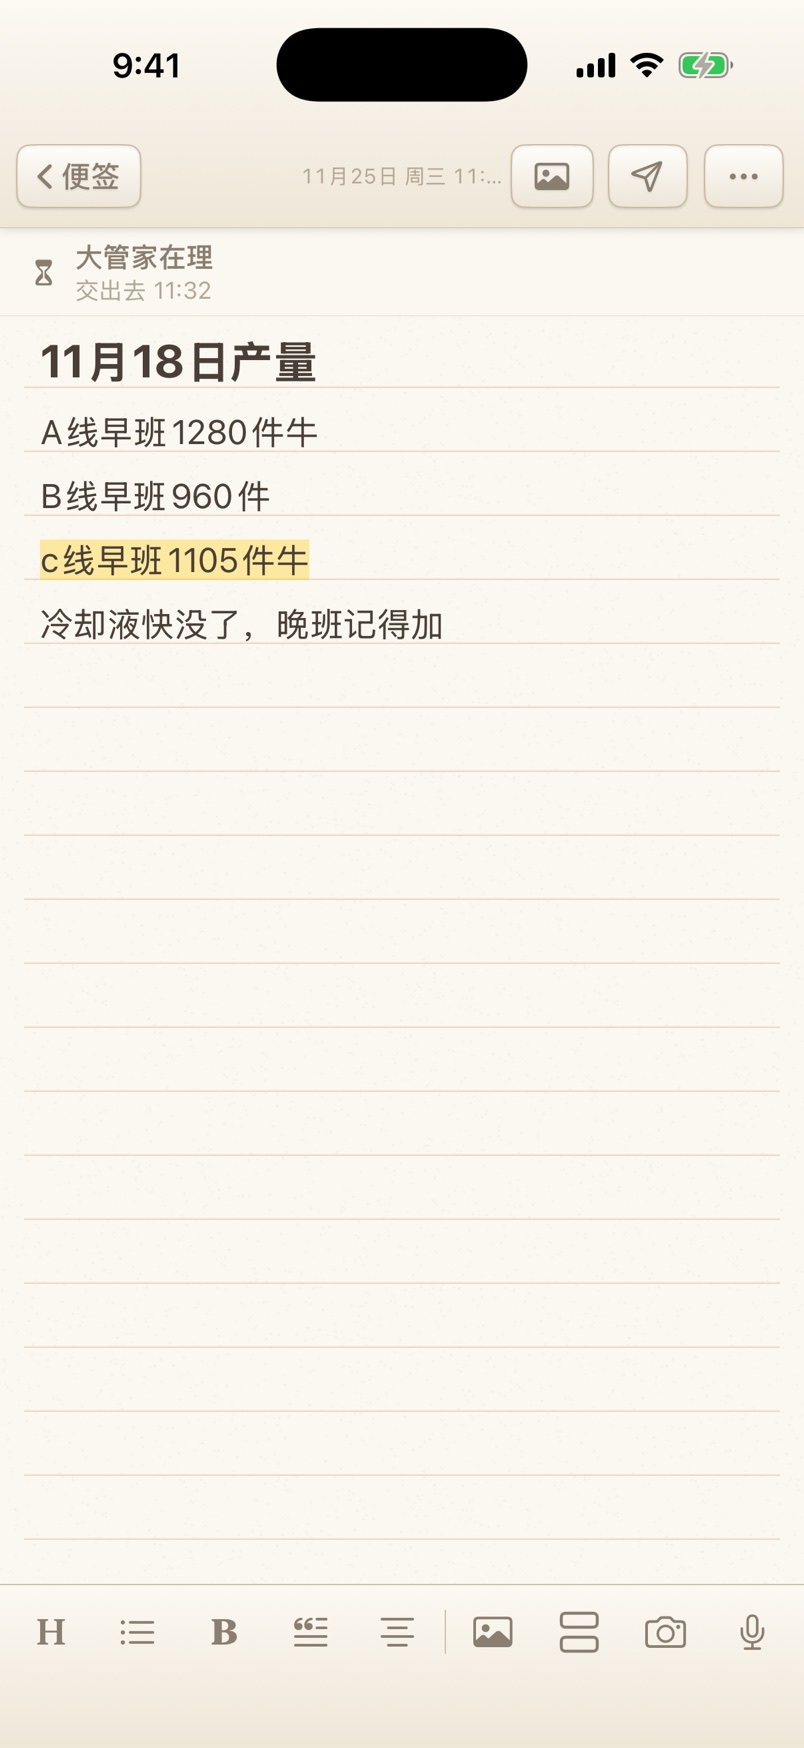 9:41
便签
11月25日 周三 11:...
大管家在理
交出去 11:32
11月18日产量
A线早班1280件牛
B线早班960件
c线早班1105件牛
冷却液快没了，晚班记得加
H
B